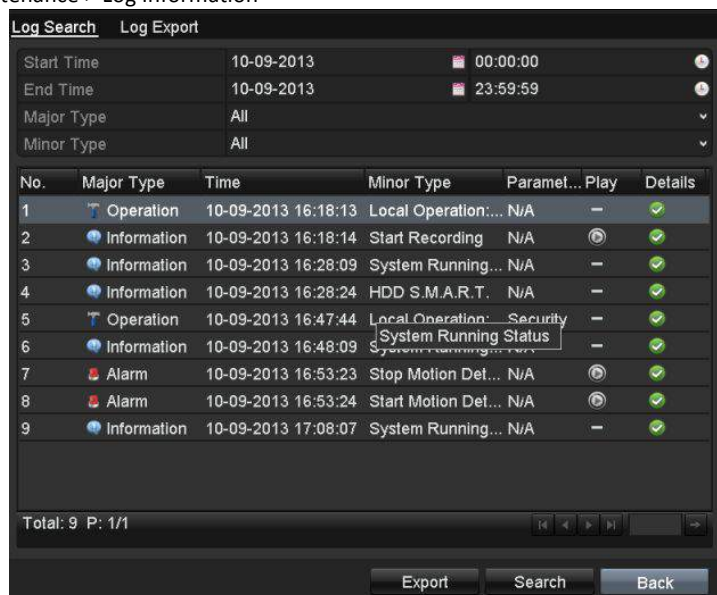 tenance > Log Information
Log Search Log Export
Start Time 10-09-2013 00:00:00
End Time 10-09-2013 23:59:59
Major Type All
Minor Type All
No. Major Type Time Minor Type Paramet... Play Details
1 Operation 10-09-2013 16:18:13 Local Operation:... N/A –
2 Information 10-09-2013 16:18:14 Start Recording N/A
3 Information 10-09-2013 16:28:09 System Running... N/A –
4 Information 10-09-2013 16:28:24 HDD S.M.A.R.T. N/A –
5 Operation 10-09-2013 16:47:44 Local Operation: Security –
System Running Status
6 Information 10-09-2013 16:48:09 N/A –
7 Alarm 10-09-2013 16:53:23 Stop Motion Det... N/A
8 Alarm 10-09-2013 16:53:24 Start Motion Det... N/A
9 Information 10-09-2013 17:08:07 System Running... N/A –
Total: 9 P: 1/1
Export Search Back